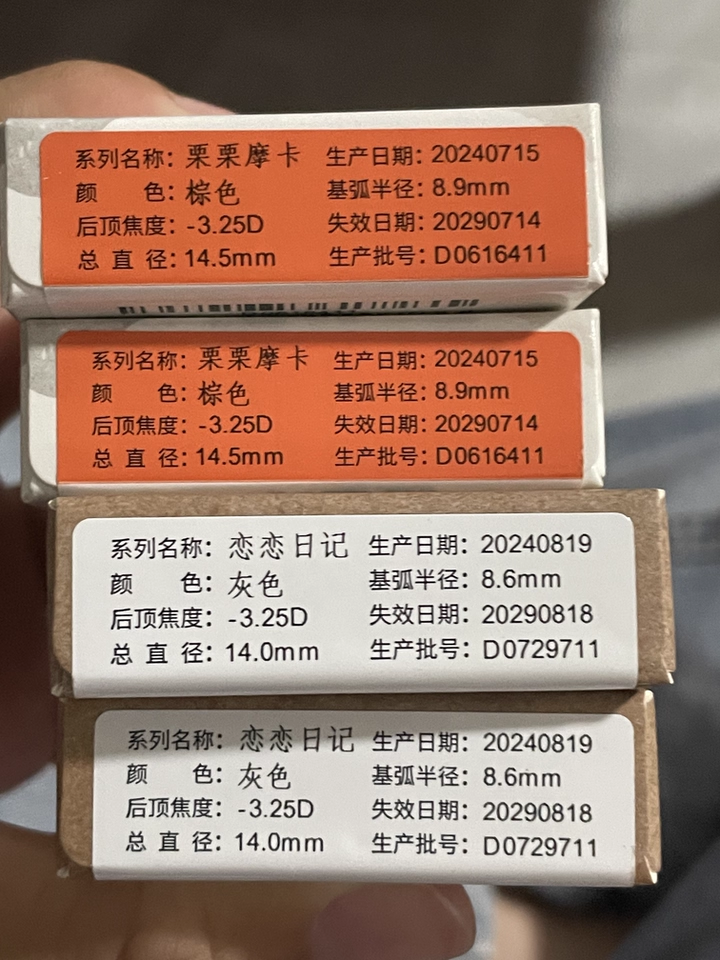 系列名称：栗栗摩卡 生产日期：20240715
颜 色：棕色 基弧半径：8.9mm
后顶焦度：-3.25D 失效日期：20290714
总 直 径：14.5mm 生产批号：D0616411
系列名称：栗栗摩卡 生产日期：20240715
颜 色：棕色 基弧半径：8.9mm
后顶焦度：-3.25D 失效日期：20290714
总 直 径：14.5mm 生产批号：D0616411
系列名称：恋恋日记 生产日期：20240819
颜 色：灰色 基弧半径：8.6mm
后顶焦度：-3.25D 失效日期：20290818
总 直 径：14.0mm 生产批号：D0729711
系列名称：恋恋日记 生产日期：20240819
颜 色：灰色 基弧半径：8.6mm
后顶焦度：-3.25D 失效日期：20290818
总 直 径：14.0mm 生产批号：D0729711